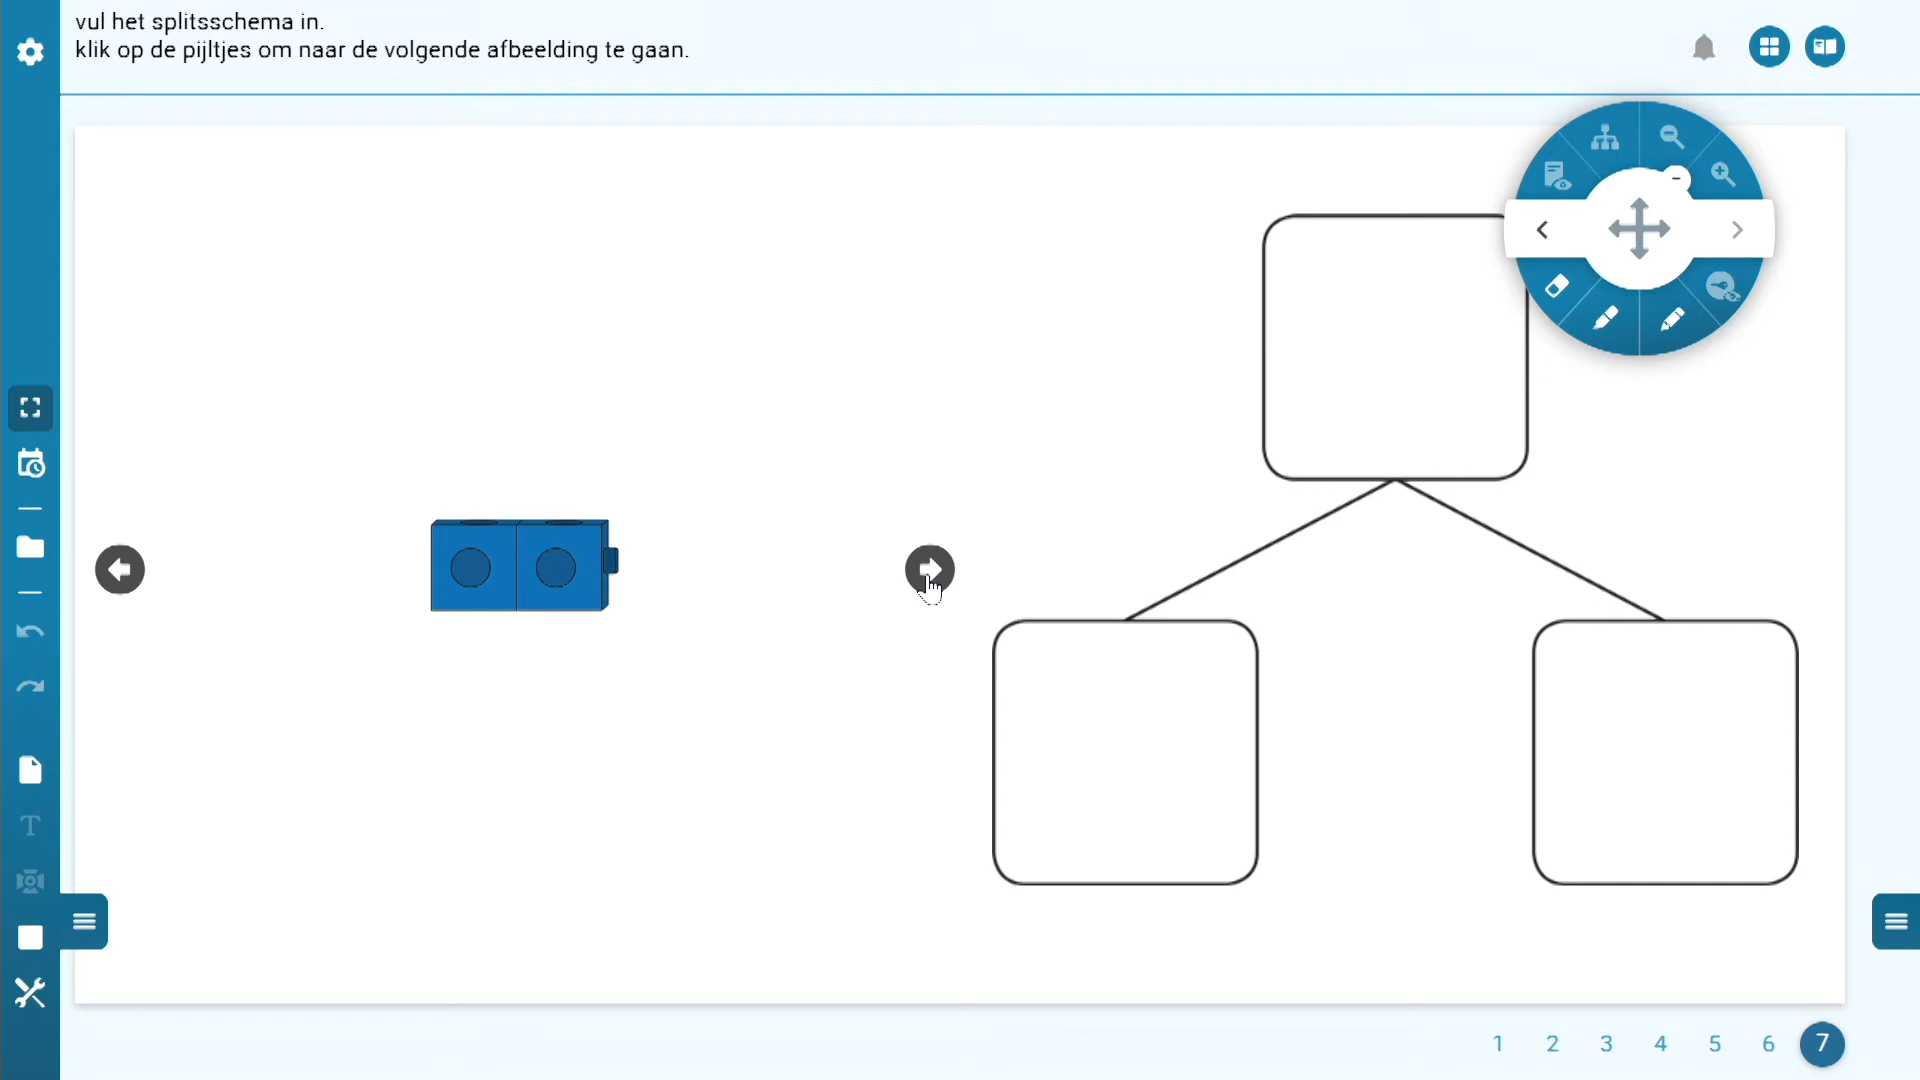 vul het splitsschema in.
klik op de pijltjes om naar de volgende afbeelding te gaan.
T
1 2 3 4 5 6 7